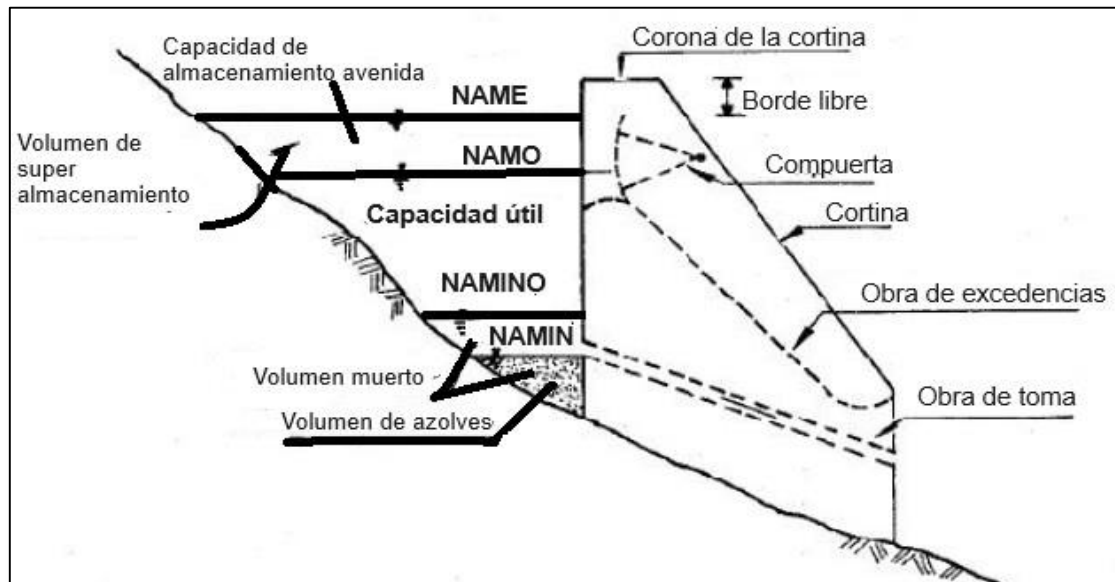 Corona de la cortina
Capacidad de
almacenamiento avenida
NAME
Borde libre
Volumen de
super
almacenamiento
NAMO
Compuerta
Capacidad útil
Cortina
NAMINO
Obra de excedencias
NAMIN
Volumen muerto
Obra de toma
Volumen de azolves